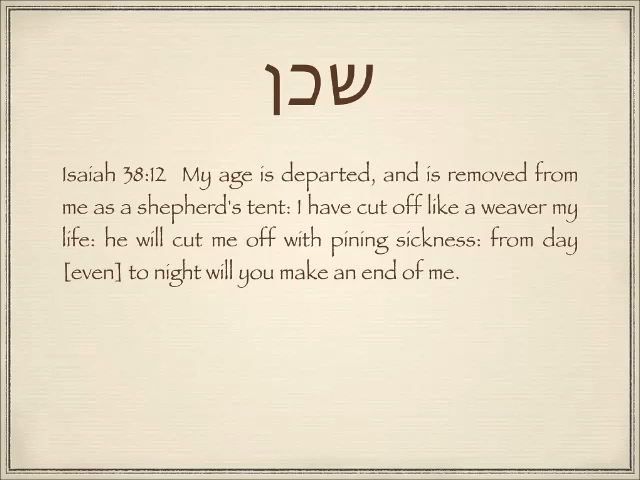 שכן
Isaiah 38:12 My age is departed, and is removed from
me as a shepherd's tent: I have cut off like a weaver my
life: he will cut me off with pining sickness: from day
[even] to night will you make an end of me.